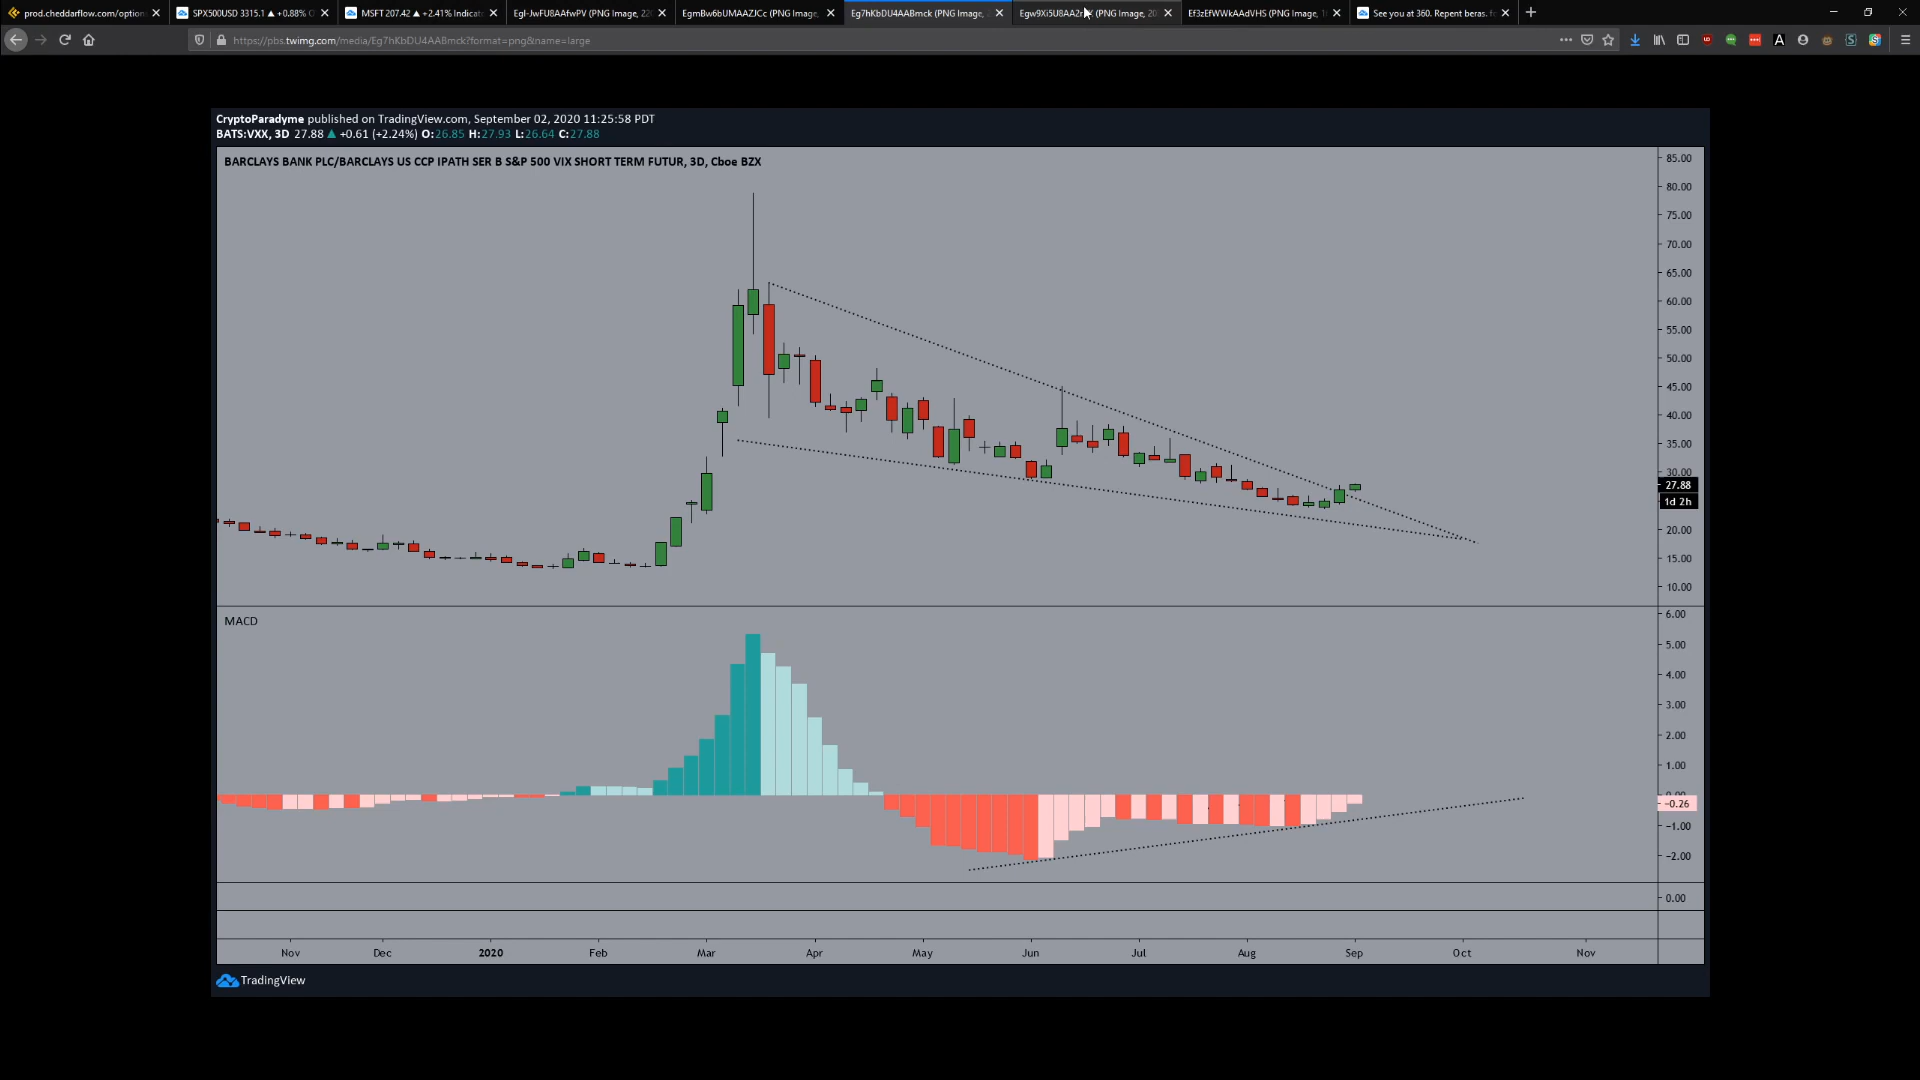 prod.cheddarflow.com/option
SPX500USD 3315.1 ▲ +0.88%
MSFT 207.42 ▲ +2.41% Indicat
EgI-JwFU8AAfwPV (PNG Image, 22
EgmBw6bUMAAZJCc (PNG Image,
Eg7hKbDU4AABmck (PNG Image,
(PNG Image, 20
Ef3zEfWWkAAdVHS (PNG Image, 1
See you at 360. Repent beras. f
https://pbs.twimg.com/media/Eg7hKbDU4AABmck?format=png&name=large
CryptoParadyme published on TradingView.com, September 02, 2020 11:25:58 PDT
BATS:VXX, 3D 27.88 ▲ +0.61 (+2.24%) O:26.85 H:27.93 L:26.64 C:27.88
BARCLAYS BANK PLC/BARCLAYS US CCP IPATH SER B S&P 500 VIX SHORT TERM FUTUR, 3D, Cboe BZX
85.00
80.00
75.00
70.00
65.00
60.00
55.00
50.00
45.00
40.00
35.00
30.00
27.88
1d 2h
20.00
15.00
10.00
MACD
6.00
5.00
4.00
3.00
2.00
1.00
-0.26
-1.00
-2.00
0.00
Nov Dec 2020 Feb Mar Apr May Jun Jul Aug Sep Oct Nov
TradingView